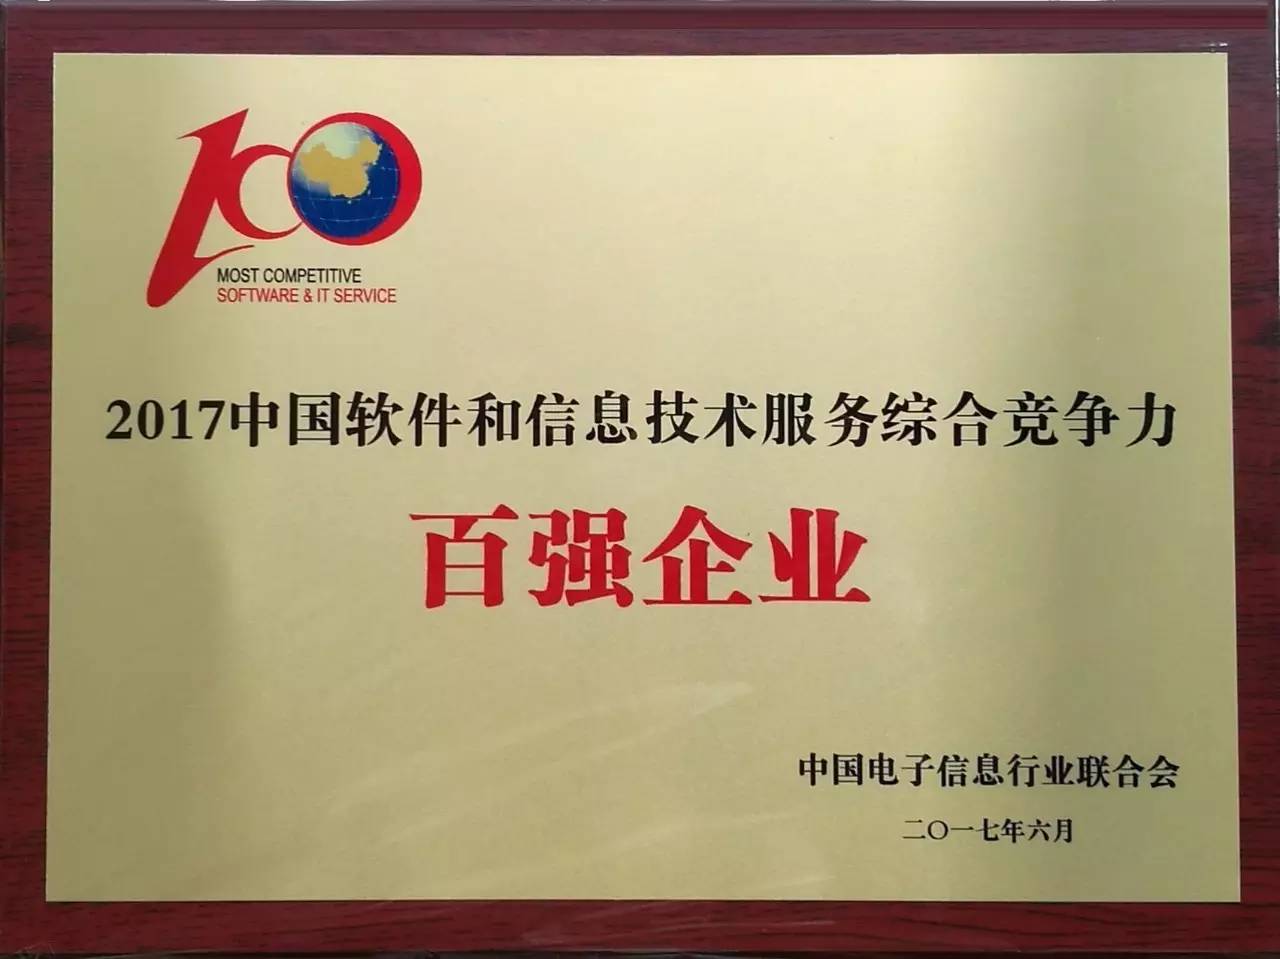 100
MOST COMPETITIVE
SOFTWARE & IT SERVICE
2017中国软件和信息技术服务综合竞争力
百强企业
中国电子信息行业联合会
二〇一七年六月